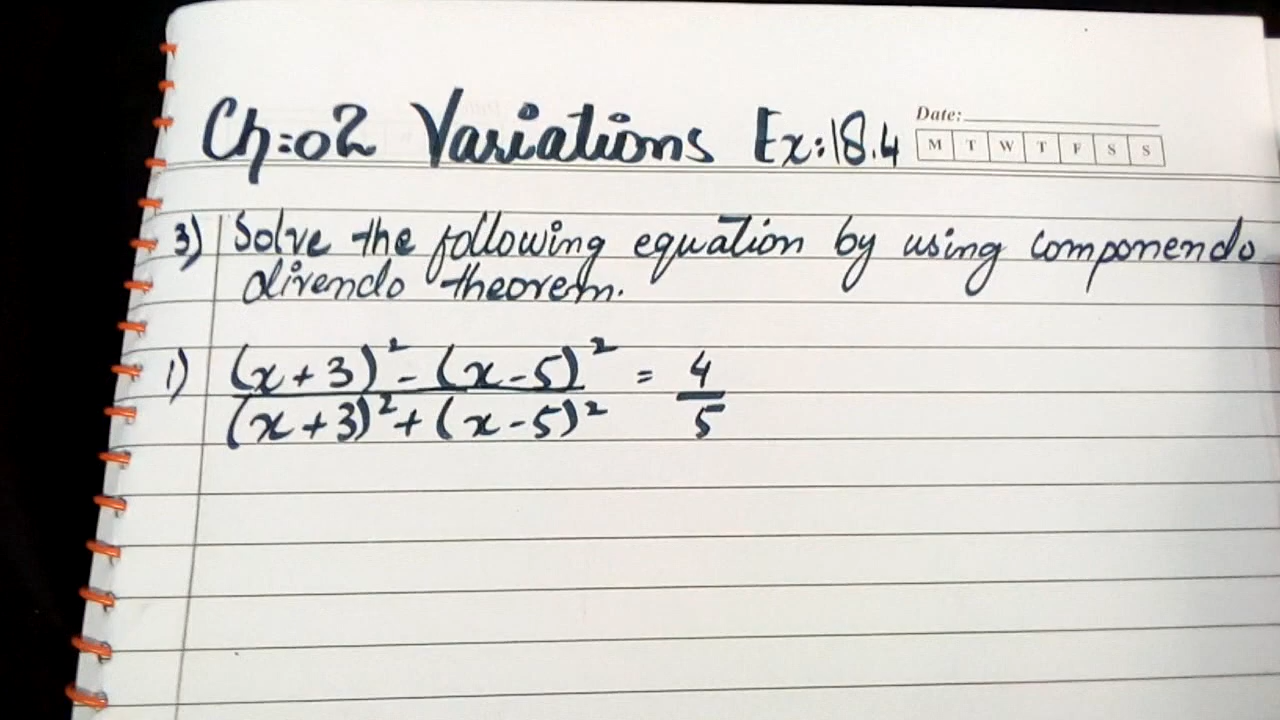 Ch:02 Variations Ex:18.4
Date:
M T W T F S S
3) Solve the following equation by using componendo
divendo theorem.
1) (x+3)² - (x-5)² = 4
(x+3)² + (x-5)² 5